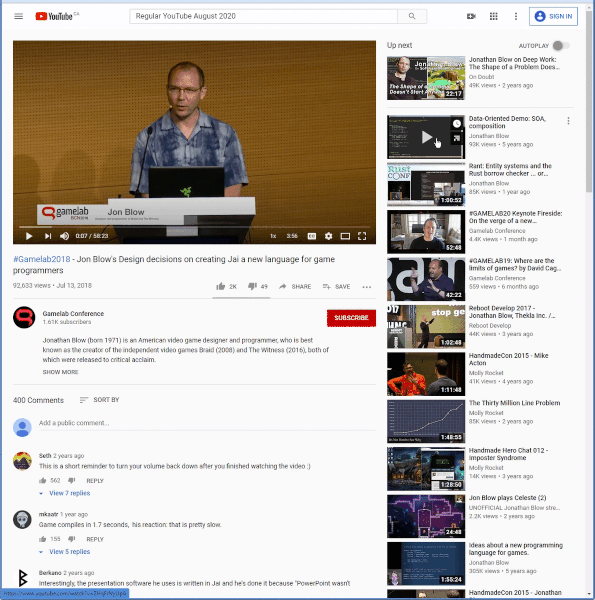 YouTube CA
Regular YouTube August 2020
SIGN IN
gamelab
Jon Blow
0:07 / 58:23
1x
3:56
#Gamelab2018 - Jon Blow's Design decisions on creating Jai a new language for game
programmers
92,633 views • Jul 13, 2018
2K
49
SHARE
SAVE
Gamelab Conference
1.61K subscribers
SUBSCRIBE
Jonathan Blow (born 1971) is an American video game designer and programmer, who is best
known as the creator of the independent video games Braid (2008) and The Witness (2016), both of
which were released to critical acclaim.
SHOW MORE
400 Comments
SORT BY
Add a public comment...
Seth 2 years ago
This is a short reminder to turn your volume back down after you finished watching the video :)
562
REPLY
View 7 replies
mksatr 1 year ago
Game compiles in 1.7 seconds, his reaction: that is pretty slow.
155
REPLY
View 5 replies
Berkano 2 years ago
Interestingly, the presentation software he uses is written in Jai and he's done it because "PowerPoint wasn't
Up next
AUTOPLAY
The Shape of a Problem
Doesn't Start
22:17
Jonathan Blow on Deep Work:
The Shape of a Problem Does...
On Doubt
49K views • 2 years ago
Data-Oriented Demo: SOA,
composition
Jonathan Blow
93K views • 5 years ago
1:00:52
Rant: Entity systems and the
Rust borrow checker ... or...
Jonathan Blow
85K views • 1 year ago
52:48
#GAMELAB20 Keynote Fireside:
On the verge of a new...
Gamelab Conference
4.4K views • 1 month ago
42:22
#GAMELAB19: Where are the
limits of games? by David Cag...
Gamelab Conference
559 views • 6 months ago
stop ge
1:02:48
Reboot Develop 2017 -
Jonathan Blow, Thekla Inc. /...
Reboot Develop
44K views • 3 years ago
1:11:48
HandmadeCon 2015 - Mike
Acton
Molly Rocket
41K views • 4 years ago
1:48:55
The Thirty Million Line Problem
Molly Rocket
85K views • 2 years ago
1:28:50
Handmade Hero Chat 012 -
Imposter Syndrome
Molly Rocket
14K views • 3 years ago
24:48
Jon Blow plays Celeste (2)
UNOFFICIAL Jonathan Blow stre...
2.2K views • 2 years ago
1:55:24
Ideas about a new programming
language for games.
Jonathan Blow
305K views • 5 years ago
HandmadeCon 2015 - Jonathan